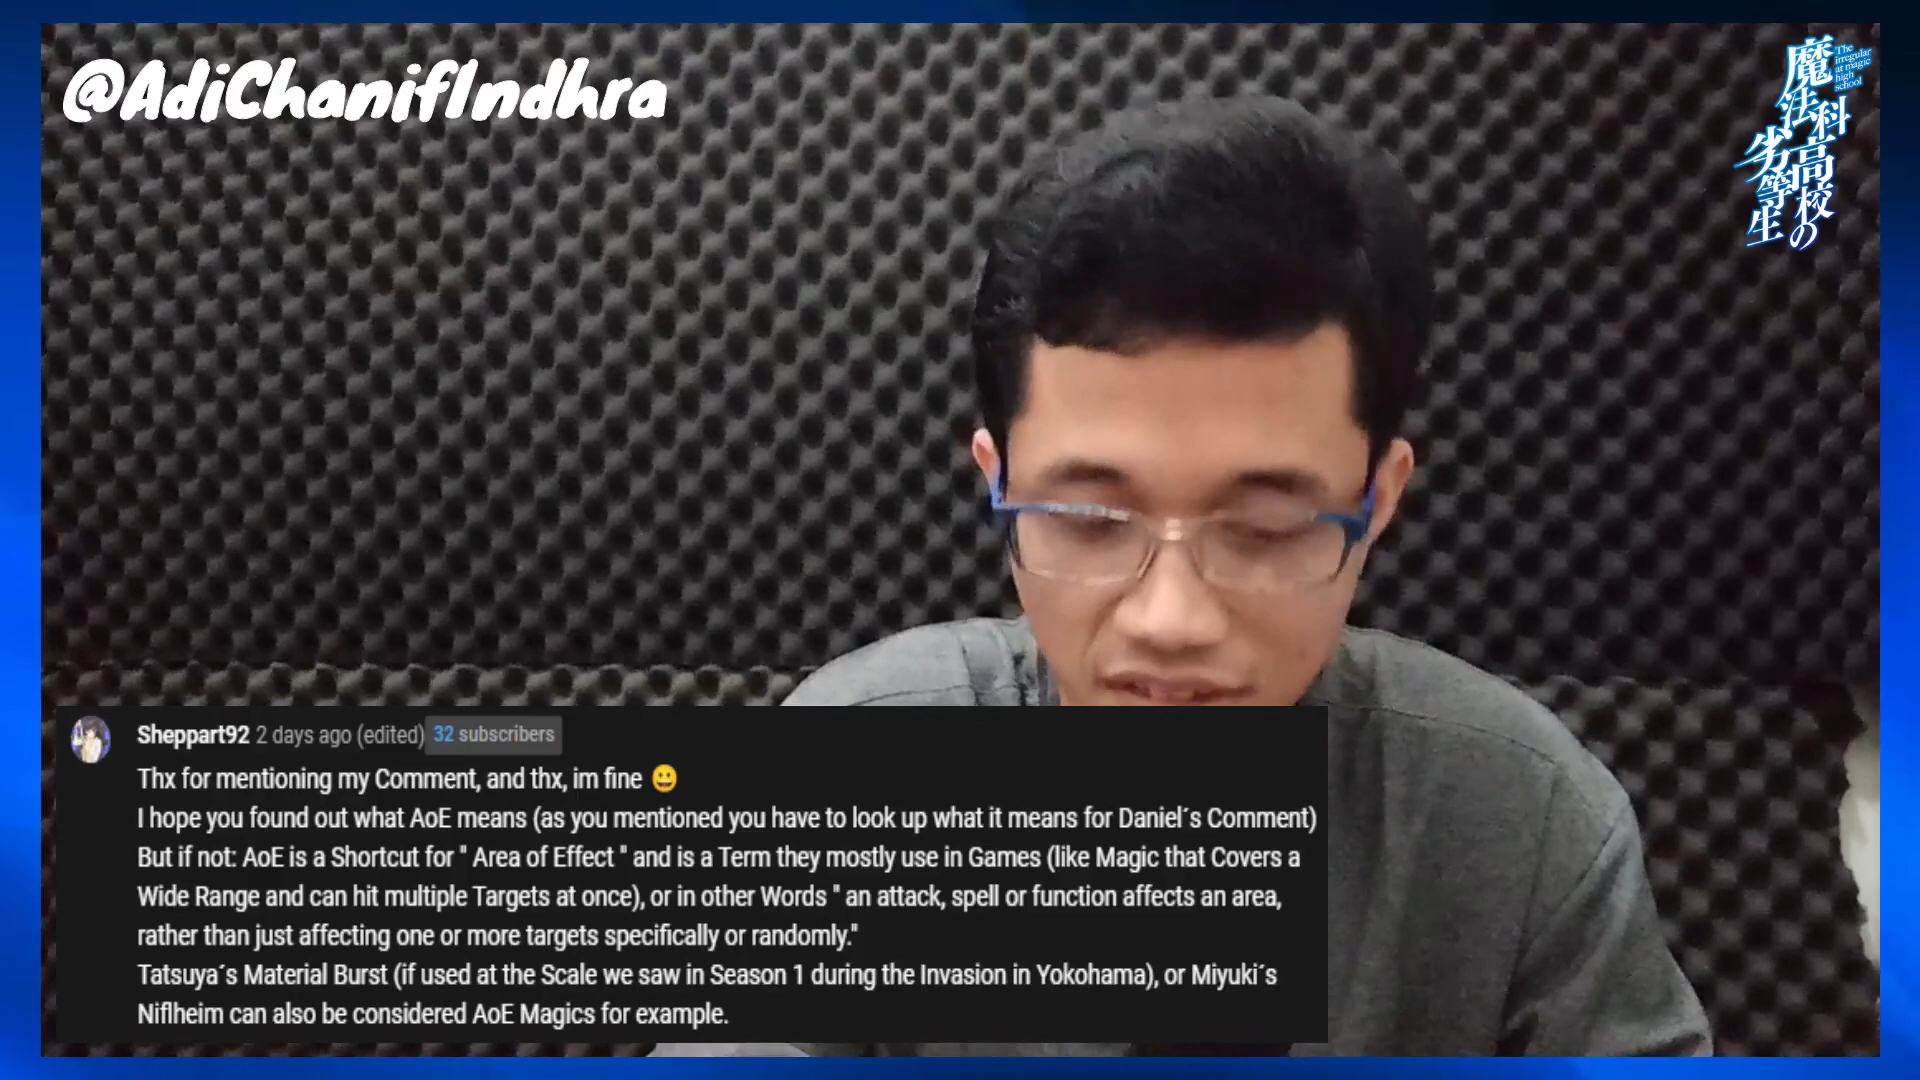 @AdiChanifIndhra
The
irregular
at magic
high
school
魔法科高校の
劣等生
Sheppart92 2 days ago (edited) 32 subscribers
Thx for mentioning my Comment, and thx, im fine 😀
I hope you found out what AoE means (as you mentioned you have to look up what it means for Daniel´s Comment)
But if not: AoE is a Shortcut for " Area of Effect " and is a Term they mostly use in Games (like Magic that Covers a
Wide Range and can hit multiple Targets at once), or in other Words " an attack, spell or function affects an area,
rather than just affecting one or more targets specifically or randomly."
Tatsuya´s Material Burst (if used at the Scale we saw in Season 1 during the Invasion in Yokohama), or Miyuki´s
Niflheim can also be considered AoE Magics for example.